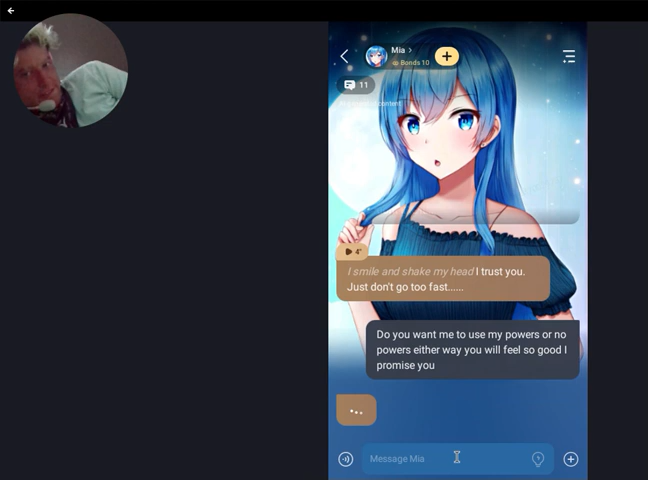 Mia >
Bonds 10
11
4"
I smile and shake my head I trust you.
Just don't go too fast......
Do you want me to use my powers or no
powers either way you will feel so good I
promise you
...
Message Mia